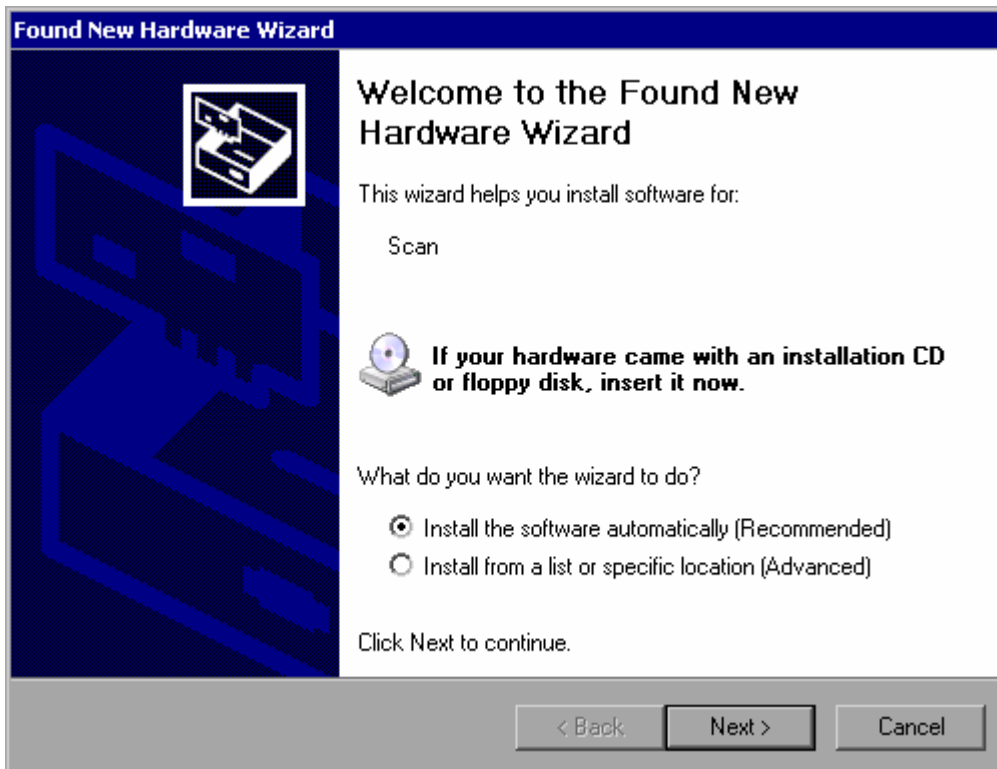 Found New Hardware Wizard
Welcome to the Found New
Hardware Wizard
This wizard helps you install software for:
Scan
If your hardware came with an installation CD
or floppy disk, insert it now.
What do you want the wizard to do?
Install the software automatically (Recommended)
Install from a list or specific location (Advanced)
Click Next to continue.
< Back
Next >
Cancel